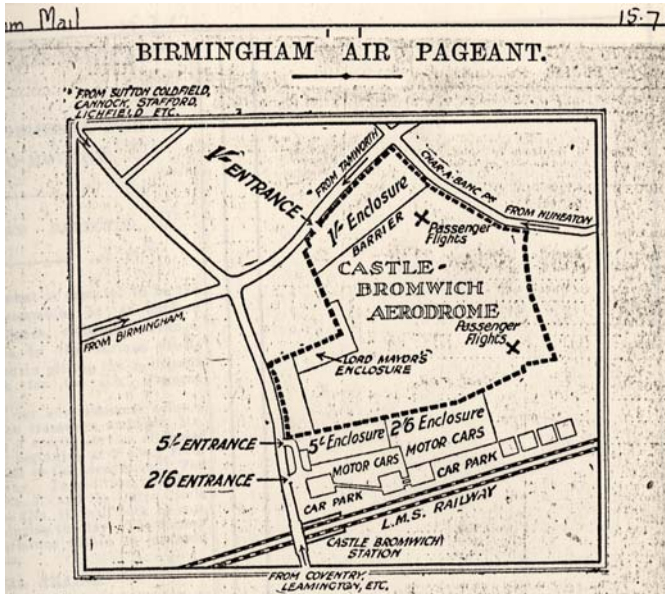 om Mail
15.7
BIRMINGHAM AIR PAGEANT.
FROM SUTTON COLDFIELD,
CANNOCK, STAFFORD,
LICHFIELD ETC.
1/- ENTRANCE
FROM TAMWORTH
CHAR-A-BANC PK
FROM NUNEATON
1/- Enclosure
BARRIER
Passenger
Flights
CASTLE
BROMWICH
AERODROME
FROM BIRMINGHAM,
Passenger
Flights
LORD MAYOR'S
ENCLOSURE
5/- ENTRANCE
5/- Enclosure
2'6 Enclosure
MOTOR CARS
MOTOR CARS
2'6 ENTRANCE
CAR PARK
CAR PARK
L.M.S. RAILWAY
CASTLE BROMWICH
STATION
FROM COVENTRY,
LEAMINGTON, ETC.